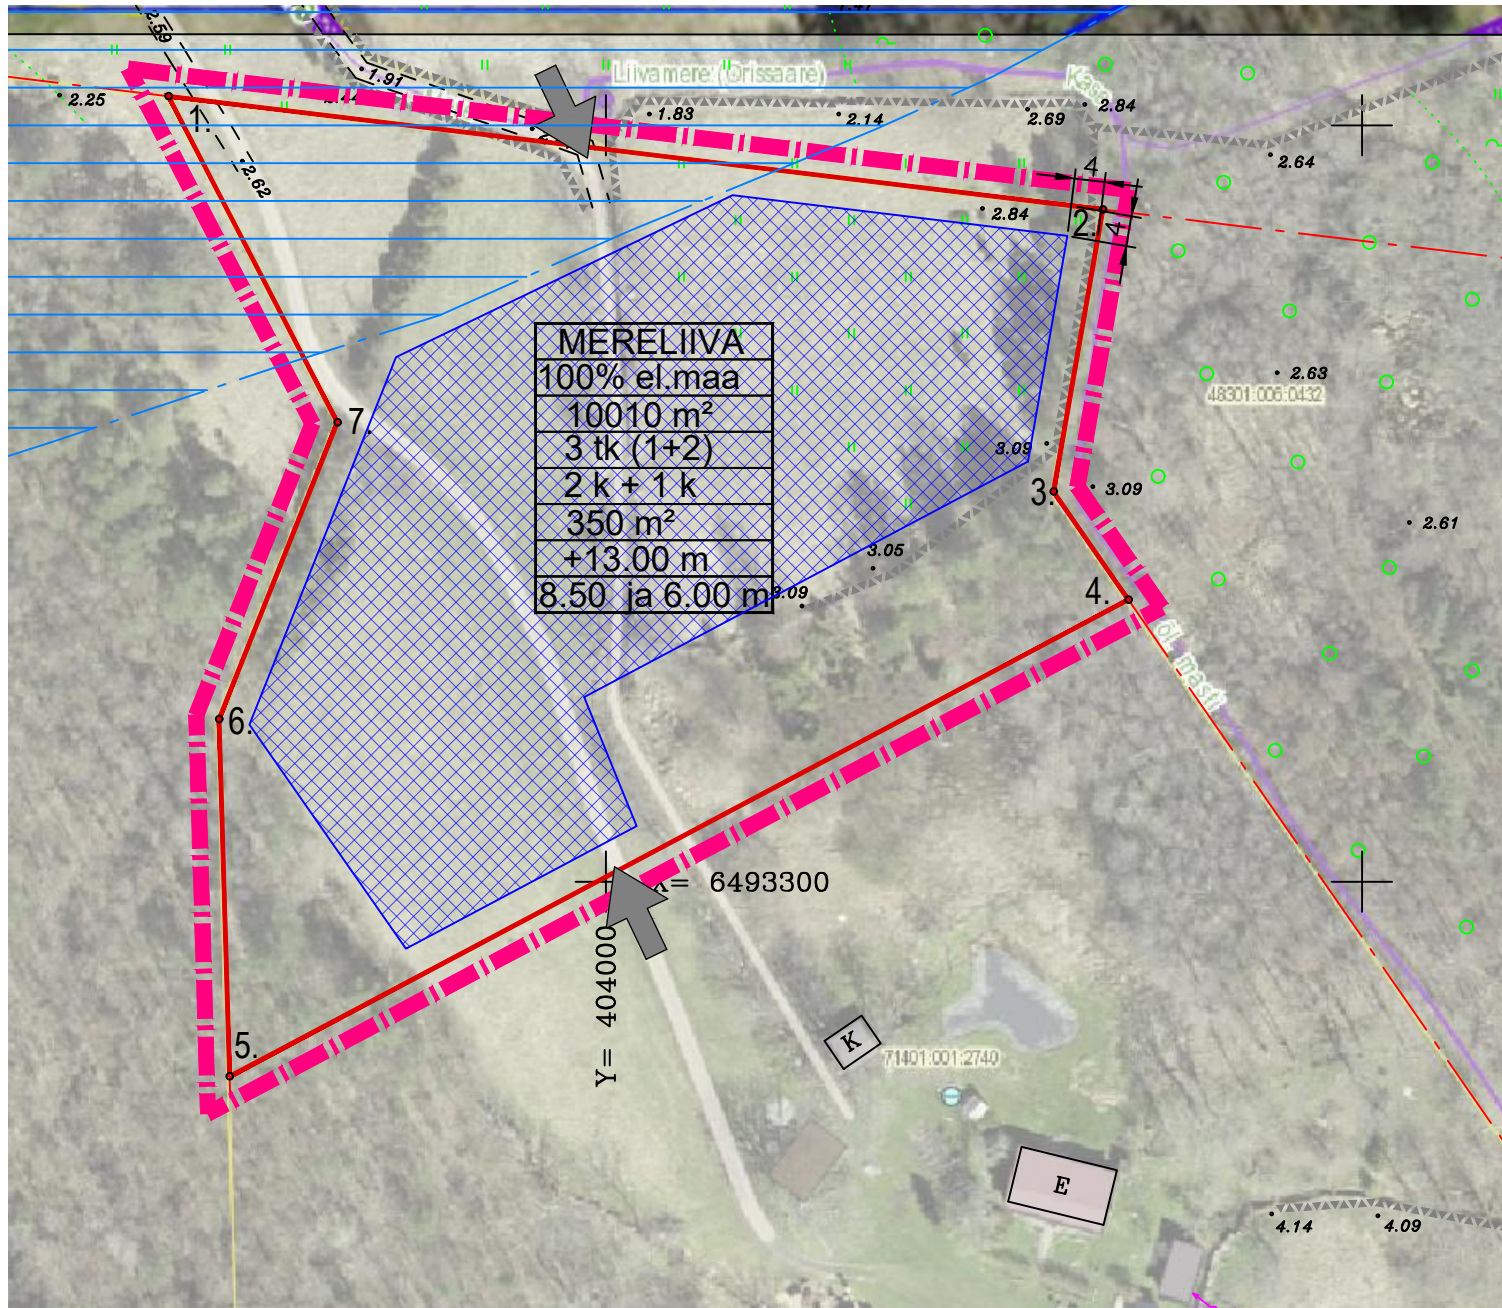 2.59
2.25
1.91
1.
2.62
Liivamere (Orissaare)
1.83
2.14
2.69
2.84
2.64
4
2.84
2.
4
48301:006:0432
2.63
7.
MERELIIVA
100% el.maa
10010 m²
3 tk (1+2)
2 k + 1 k
350 m²
+13.00 m
8.50 ja 6.00 m
3.09
3.
3.09
2.61
3.05
3.09
4.
6.
X= 6493300
Y= 404000
5.
K
71401:001:2740
E
4.14
4.09